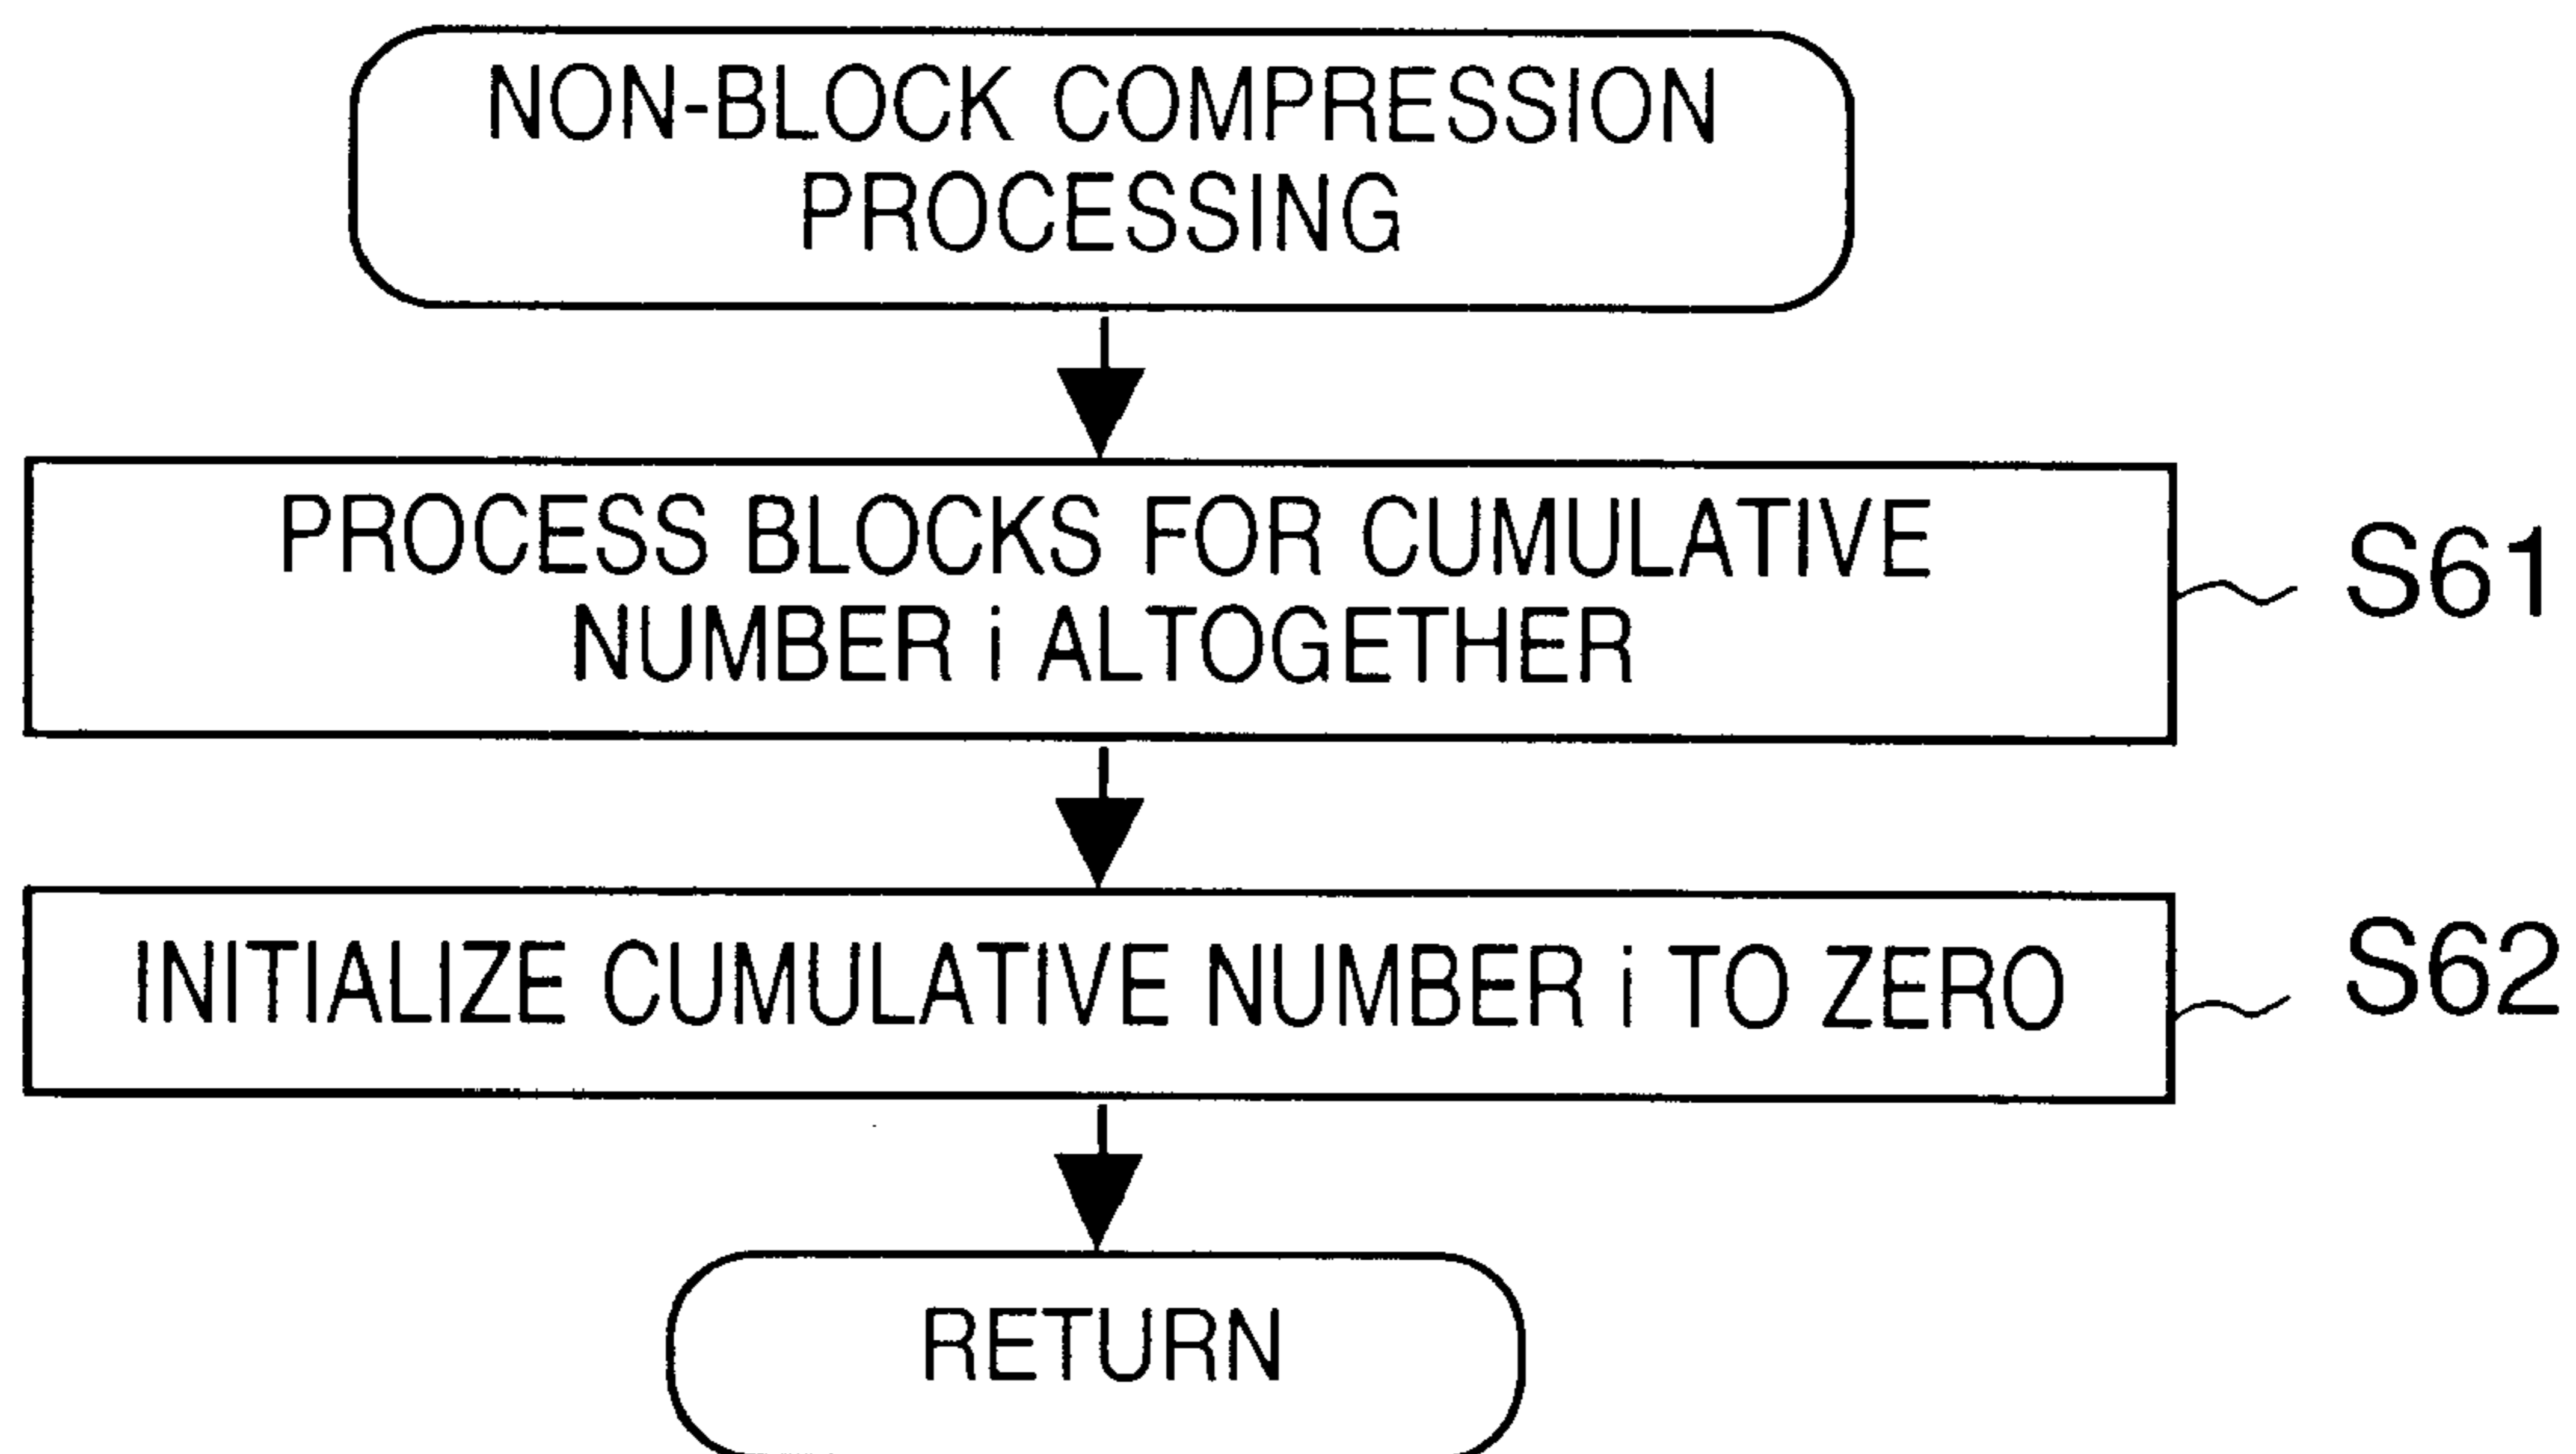 NON-BLOCK COMPRESSION
PROCESSING
PROCESS BLOCKS FOR CUMULATIVE
NUMBER i ALTOGETHER
S61
INITIALIZE CUMULATIVE NUMBER i TO ZERO
S62
RETURN